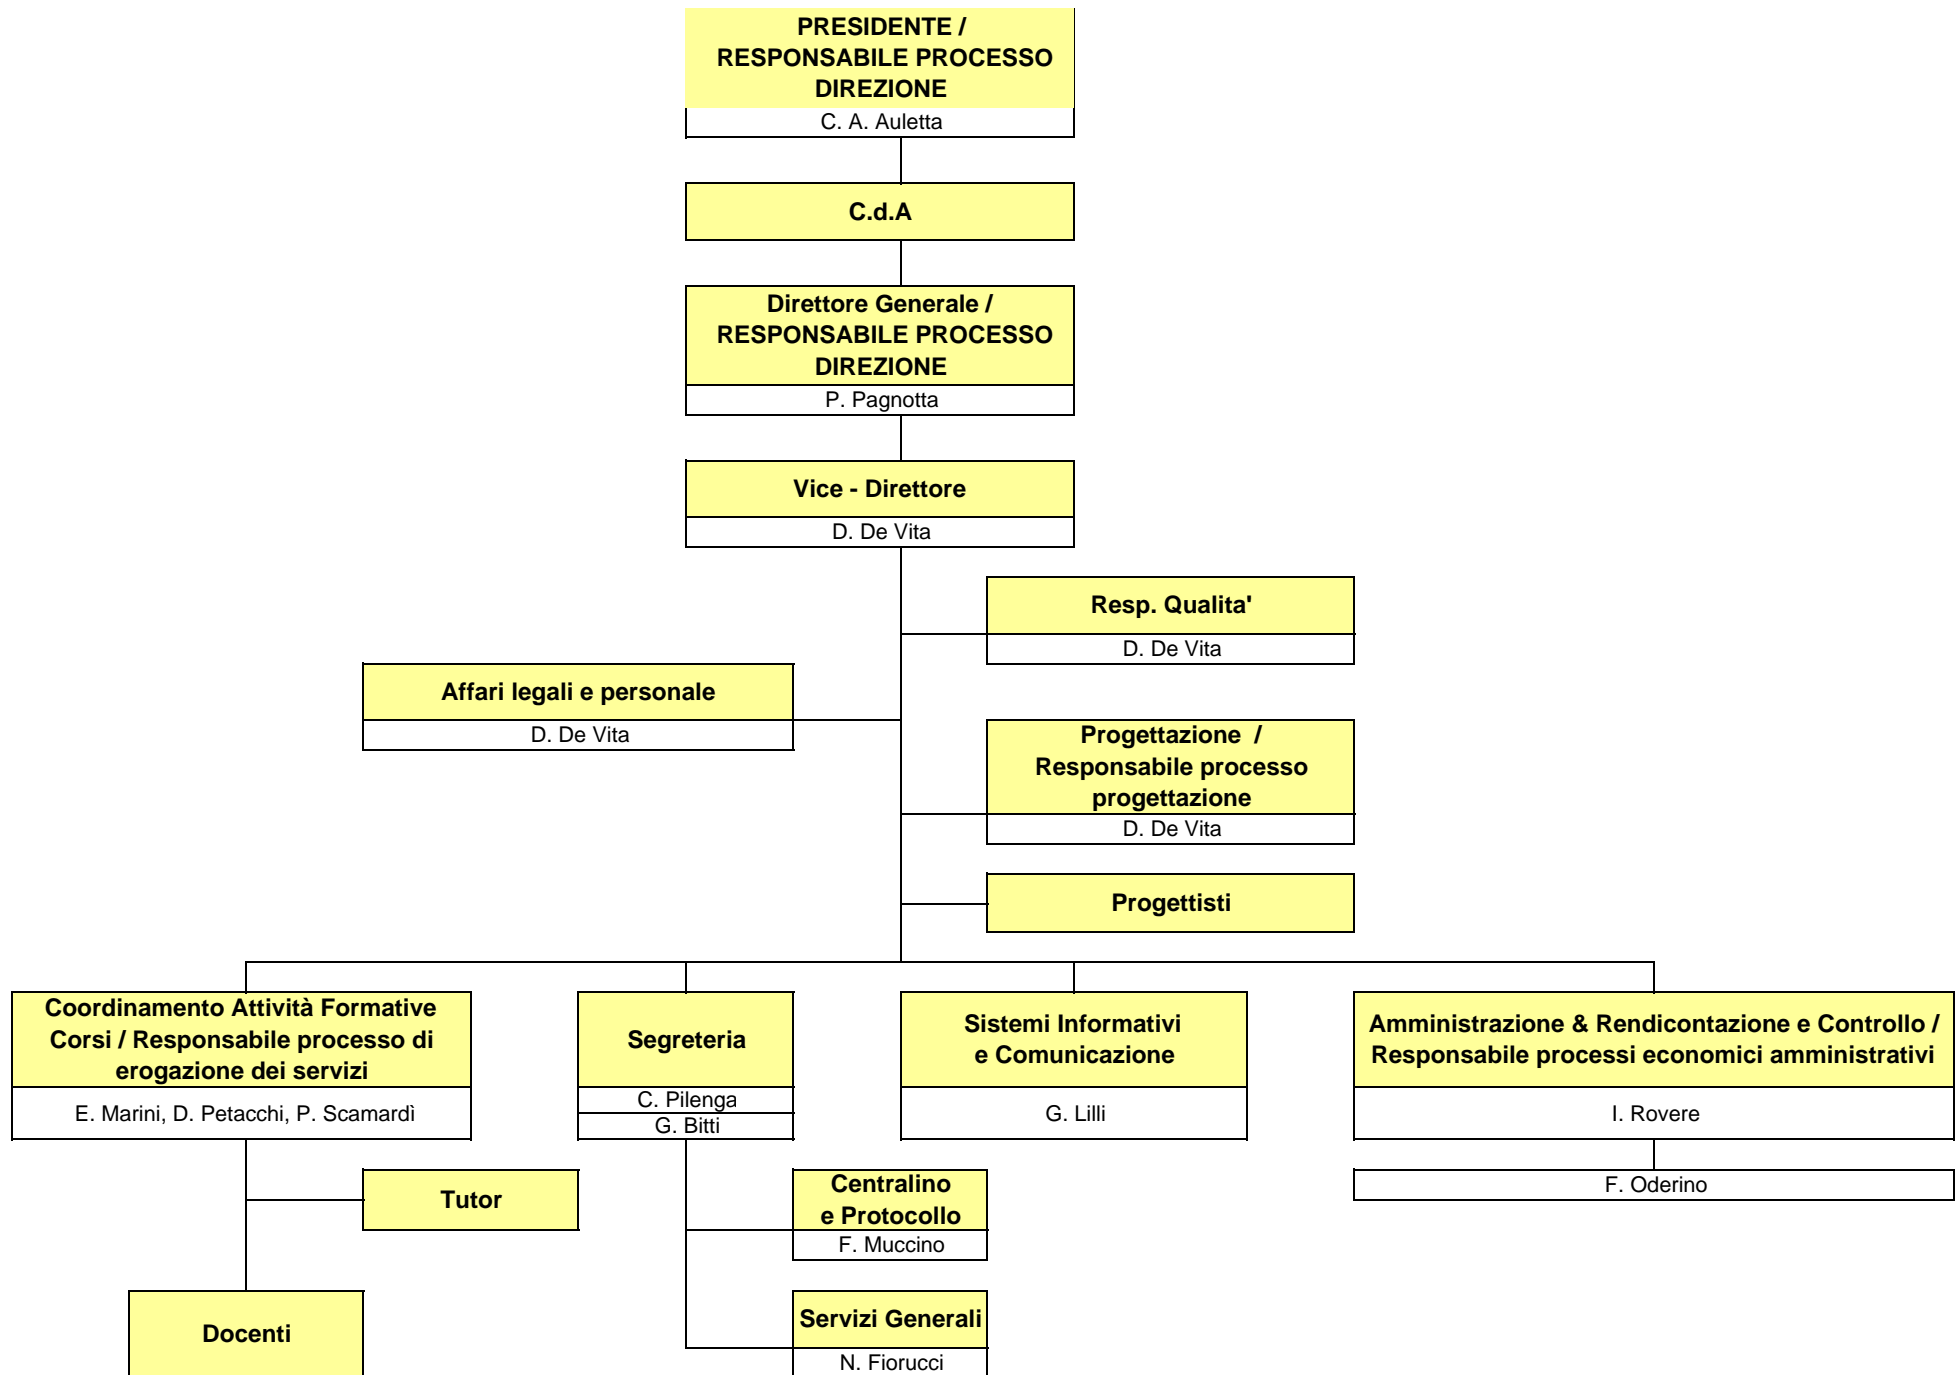 PRESIDENTE /
RESPONSABILE PROCESSO
DIREZIONE
C. A. Auletta
C.d.A
Direttore Generale /
RESPONSABILE PROCESSO
DIREZIONE
P. Pagnotta
Vice - Direttore
D. De Vita
Resp. Qualita'
D. De Vita
Affari legali e personale
D. De Vita
Progettazione /
Responsabile processo
progettazione
D. De Vita
Progettisti
Coordinamento Attività Formative
Corsi / Responsabile processo di
erogazione dei servizi
E. Marini, D. Petacchi, P. Scamardì
Segreteria
C. Pilenga
G. Bitti
Sistemi Informativi
e Comunicazione
G. Lilli
Amministrazione & Rendicontazione e Controllo /
Responsabile processi economici amministrativi
I. Rovere
F. Oderino
Tutor
Centralino
e Protocollo
F. Muccino
Docenti
Servizi Generali
N. Fiorucci